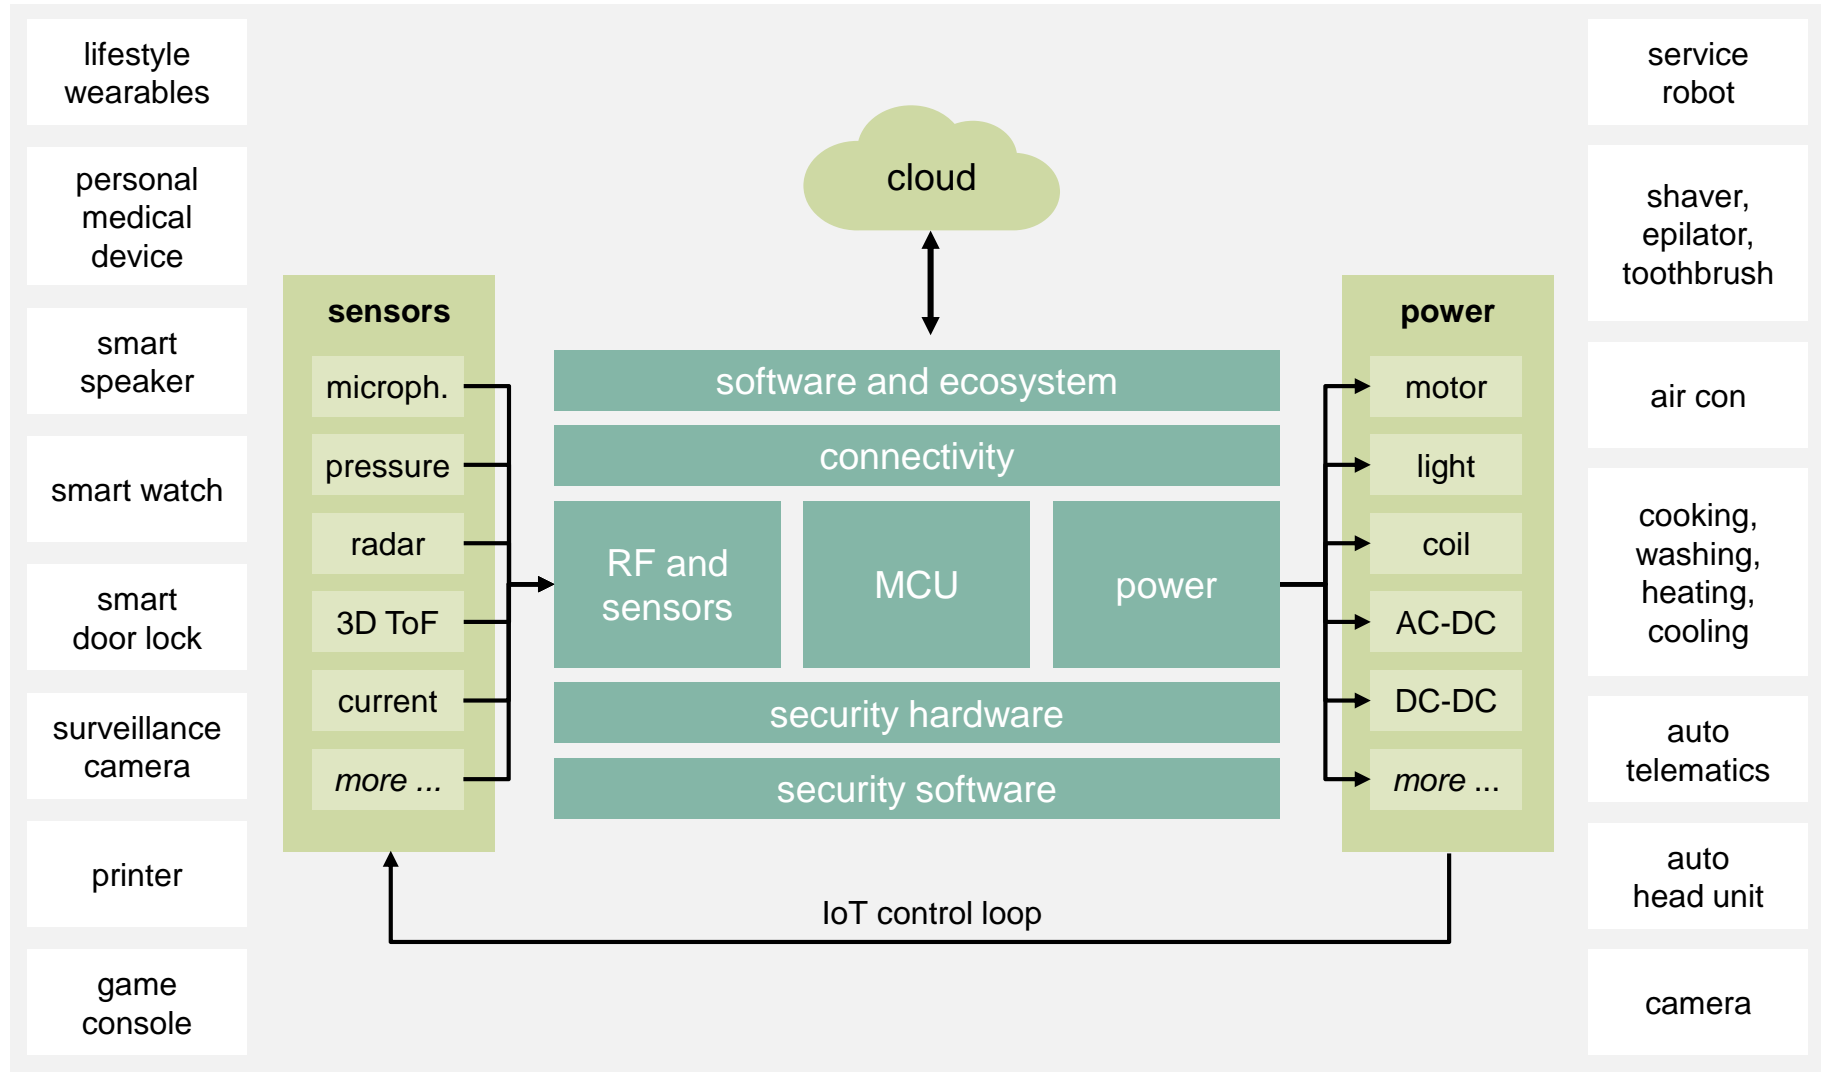 lifestyle
wearables
personal
medical
device
smart
speaker
smart watch
smart
door lock
surveillance
camera
printer
game
console
sensors
microph.
pressure
radar
3D ToF
current
more ...
cloud
software and ecosystem
connectivity
RF and
sensors
MCU
power
security hardware
security software
IoT control loop
power
motor
light
coil
AC-DC
DC-DC
more ...
service
robot
shaver,
epilator,
toothbrush
air con
cooking,
washing,
heating,
cooling
auto
telematics
auto
head unit
camera